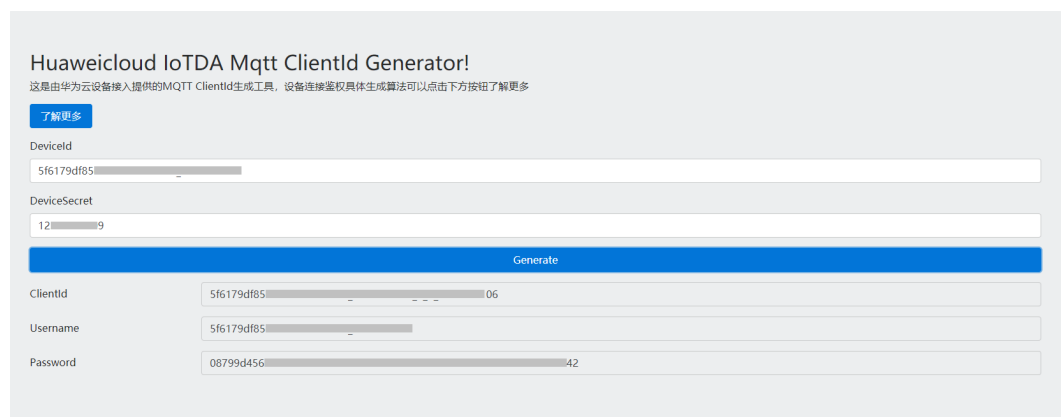 Huaweicloud IoTDA Mqtt ClientId Generator!
这是由华为云设备接入提供的MQTT ClientId生成工具，设备连接鉴权具体生成算法可以点击下方按钮了解更多
了解更多
DeviceId
5f6179df85
DeviceSecret
12 9
Generate
ClientId 5f6179df85 06
Username 5f6179df85
Password 08799d456 42